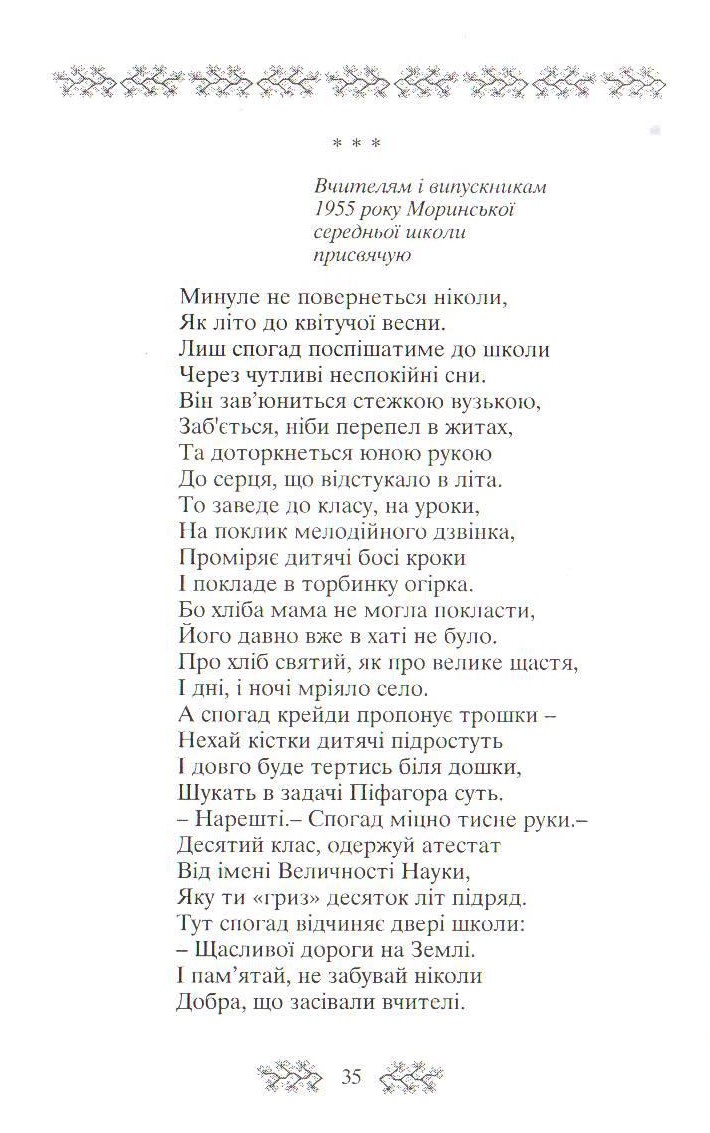 * * *
Вчителям і випускникам
1955 року Моринської
середньої школи
присвячую
Минуле не повернеться ніколи,
Як літо до квітучої весни.
Лиш спогад поспішатиме до школи
Через чутливі неспокійні сни.
Він зав’юниться стежкою вузькою,
Заб'ється, ніби перепел в житах,
Та доторкнеться юною рукою
До серця, що відстукало в літа.
То заведе до класу, на уроки,
На поклик мелодійного дзвінка,
Проміряє дитячі босі кроки
І покладе в торбинку огірка.
Бо хліба мама не могла покласти,
Його давно вже в хаті не було.
Про хліб святий, як про велике щастя,
І дні, і ночі мріяло село.
А спогад крейди пропонує трошки –
Нехай кістки дитячі підростуть
І довго буде тертись біля дошки,
Шукать в задачі Піфагора суть.
– Нарешті.– Спогад міцно тисне руки.–
Десятий клас, одержуй атестат
Від імені Величності Науки,
Яку ти «гриз» десяток літ підряд.
Тут спогад відчиняє двері школи:
– Щасливої дороги на Землі.
І пам’ятай, не забувай ніколи
Добра, що засівали вчителі.
35